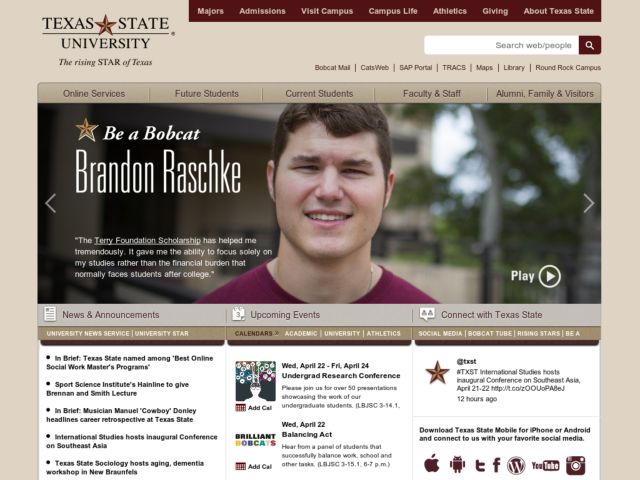 TEXAS STATE
UNIVERSITY
®
The rising STAR of Texas
Majors Admissions Visit Campus Campus Life Athletics Giving About Texas State
Search web/people
Bobcat Mail | CatsWeb | SAP Portal | TRACS | Maps | Library | Round Rock Campus
Online Services Future Students Current Students Faculty & Staff Alumni, Family & Visitors
Be a Bobcat
Brandon Raschke
"The Terry Foundation Scholarship has helped me
tremendously. It gave me the ability to focus solely on
my studies rather than the financial burden that
normally faces students after college."
Play
News & Announcements
UNIVERSITY NEWS SERVICE | UNIVERSITY STAR
In Brief: Texas State named among 'Best Online
Social Work Master's Programs'
Sport Science Institute's Hainline to give
Brennan and Smith Lecture
In Brief: Musician Manuel 'Cowboy' Donley
headlines career retrospective at Texas State
International Studies hosts inaugural Conference
on Southeast Asia
Texas State Sociology hosts aging, dementia
workshop in New Braunfels
Upcoming Events
CALENDARS » ACADEMIC | UNIVERSITY | ATHLETICS
Wed, April 22 - Fri, April 24
Undergrad Research Conference
Please join us for over 50 presentations
showcasing the work of our
undergraduate students. (LBJSC 3-14.1,
Add Cal
Wed, April 22
Balancing Act
BRILLIANT
BOBCATS
Hear from a panel of students that
successfully balance work, school and
other tasks. (LBJSC 3-15.1, 6-7 p.m.)
Add Cal
Connect with Texas State
SOCIAL MEDIA | BOBCAT TUBE | RISING STARS | BE A
@txst
#TXST International Studies hosts
inaugural Conference on Southeast Asia,
April 21-22 http://t.co/zOOUoPA8eJ
12 hours ago
Download Texas State Mobile for iPhone or Android
and connect to us with your favorite social media.
You Tube